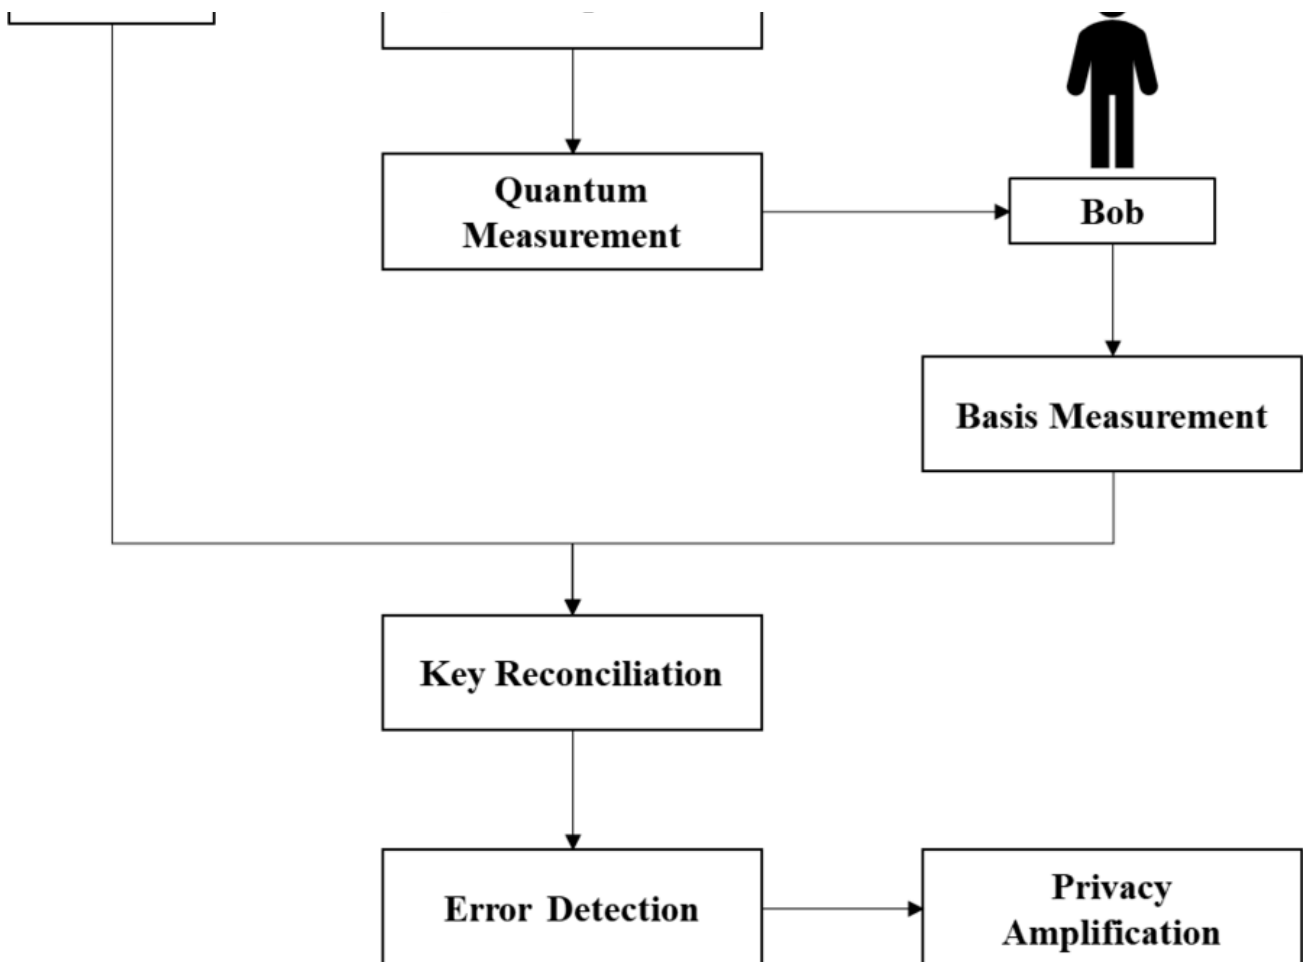 Quantum
Measurement
Bob
Basis Measurement
Key Reconciliation
Error Detection
Privacy
Amplification